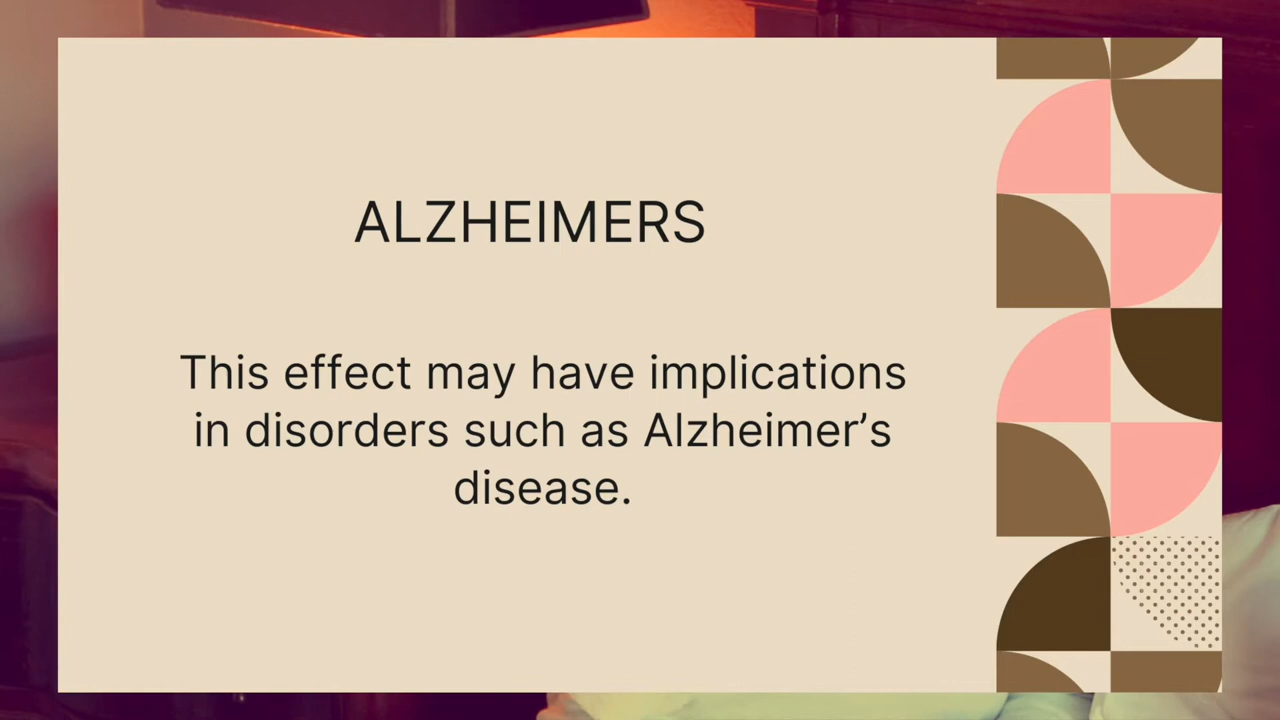 ALZHEIMERS
This effect may have implications
in disorders such as Alzheimer’s
disease.